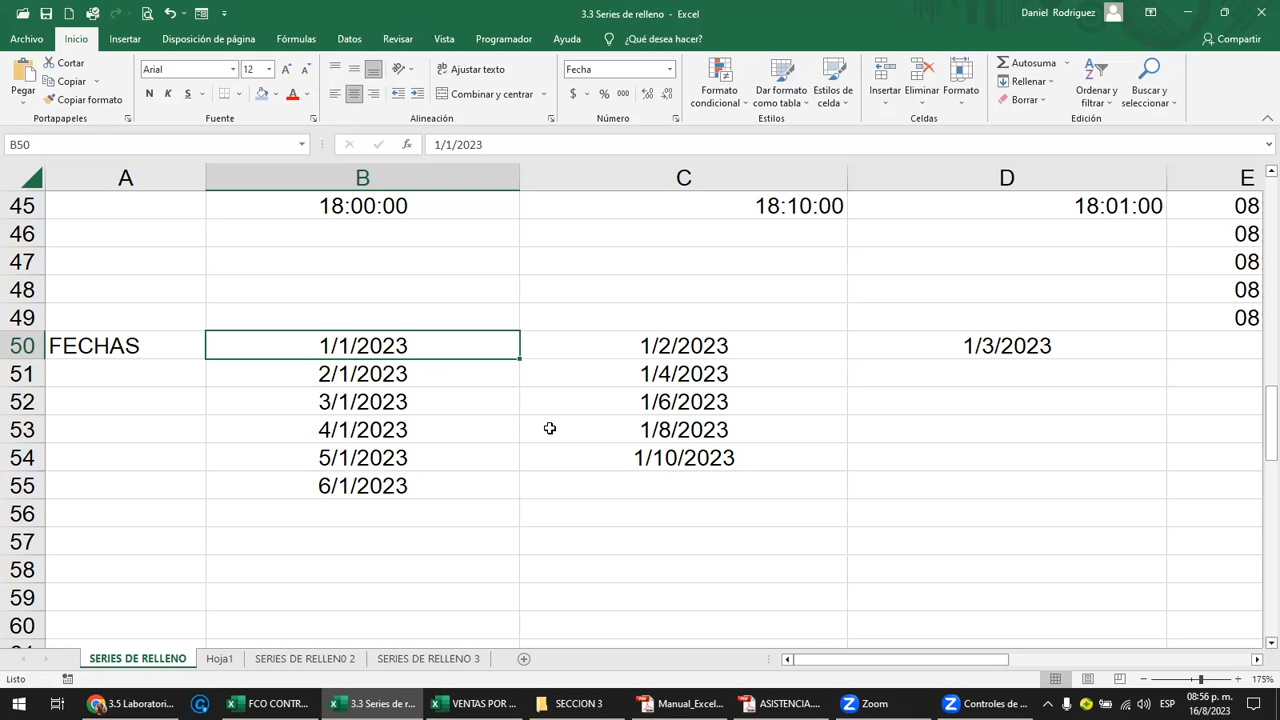 3.3 Series de relleno - Excel
Daniel Rodriguez
Archivo Inicio Insertar Disposición de página Fórmulas Datos Revisar Vista Programador Ayuda ¿Qué desea hacer? Compartir
Pegar Cortar Copiar Copiar formato
Arial 12
N K S
Ajustar texto
Combinar y centrar
Fecha
$ % 000
Formato condicional
Dar formato como tabla
Estilos de celda
Insertar Eliminar Formato
Autosuma
Rellenar
Borrar
Ordenar y filtrar
Buscar y seleccionar
Portapapeles Fuente Alineación Número Estilos Celdas Edición
B50 fx 1/1/2023
A B C D E
45 18:00:00 18:10:00 18:01:00 08
46 08
47 08
48 08
49 08
50 FECHAS 1/1/2023 1/2/2023 1/3/2023
51 2/1/2023 1/4/2023
52 3/1/2023 1/6/2023
53 4/1/2023 1/8/2023
54 5/1/2023 1/10/2023
55 6/1/2023
56
57
58
59
60
SERIES DE RELLENO Hoja1 SERIES DE RELLEN0 2 SERIES DE RELLENO 3
Listo 175%
3.5 Laboratori... FCO CONTR... 3.3 Series de r... VENTAS POR ... SECCION 3 Manual_Excel... ASISTENCIA.... Zoom Controles de ... ESP 08:56 p. m.
16/8/2023